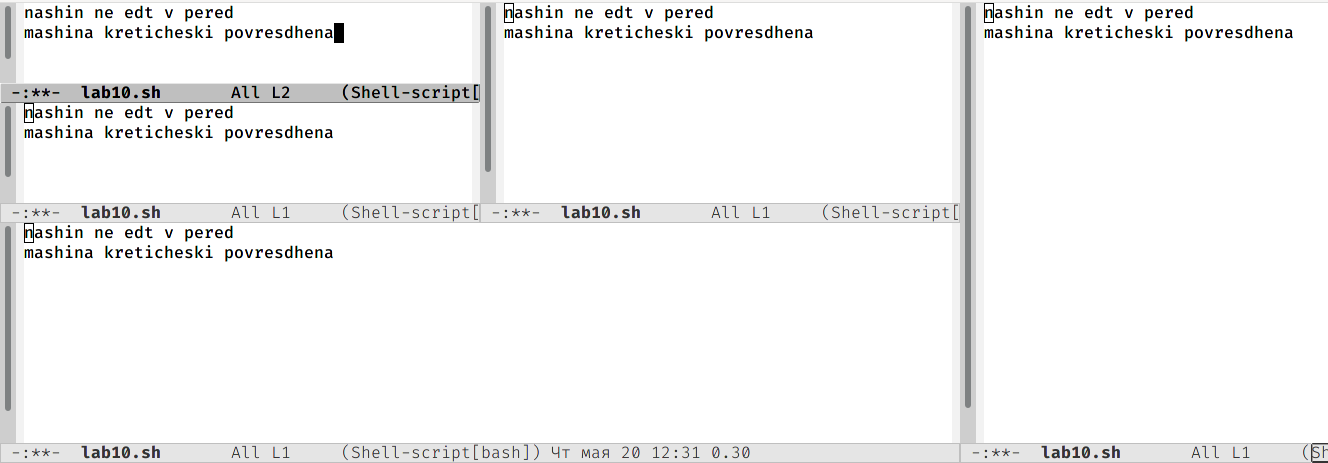 nashin ne edt v pered
mashina kreticheski povresdhena
-:**- lab10.sh All L2 (Shell-script[
nashin ne edt v pered
mashina kreticheski povresdhena
-:**- lab10.sh All L1 (Shell-script[
nashin ne edt v pered
mashina kreticheski povresdhena
-:**- lab10.sh All L1 (Shell-script[
nashin ne edt v pered
mashina kreticheski povresdhena
-:**- lab10.sh All L1 (Shell-script[bash]) Чт мая 20 12:31 0.30
nashin ne edt v pered
mashina kreticheski povresdhena
-:**- lab10.sh All L1 (Sh